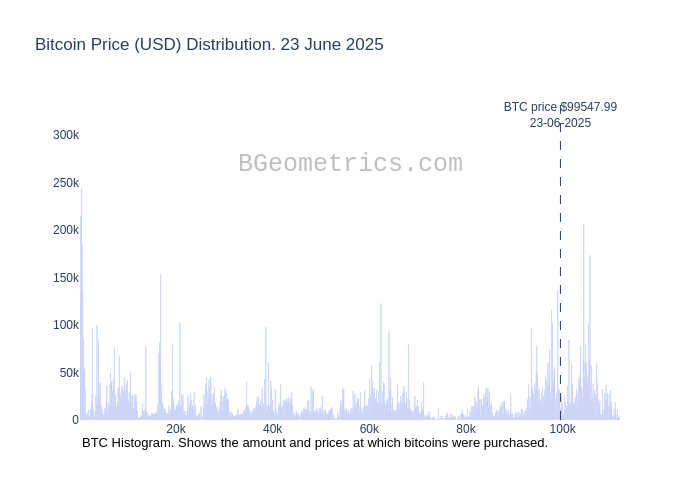 Bitcoin Price (USD) Distribution. 23 June 2025
BTC price $99547.99
23-06-2025
BGeometrics.com
300k
250k
200k
150k
100k
50k
0
20k 40k 60k 80k 100k
BTC Histogram. Shows the amount and prices at which bitcoins were purchased.